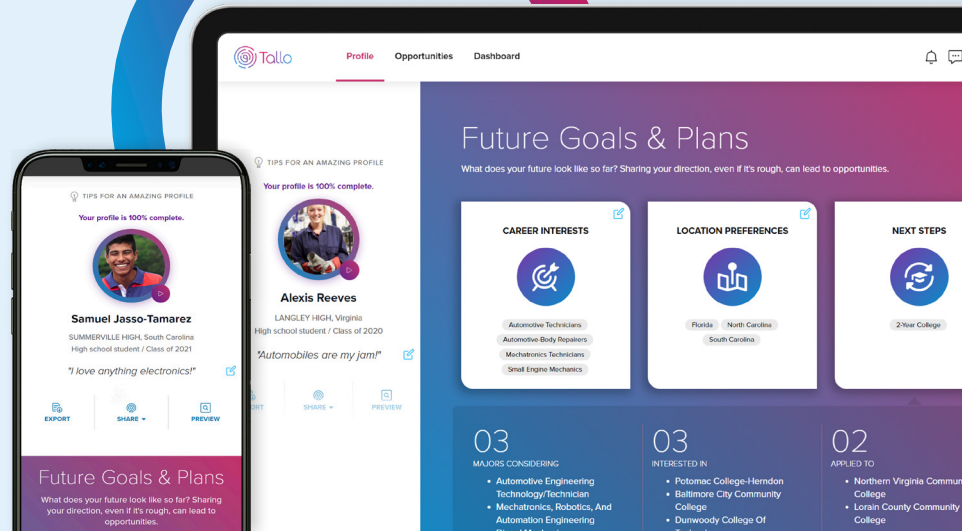 Tallo
Profile
Opportunities
Dashboard
TIPS FOR AN AMAZING PROFILE
Your profile is 100% complete.
Alexis Reeves
LANGLEY HIGH, Virginia
High school student / Class of 2020
"Automobiles are my jam!"
SHARE
PREVIEW
Future Goals & Plans
What does your future look like so far? Sharing your direction, even if it's rough, can lead to opportunities.
CAREER INTERESTS
Automotive Technicians
Automotive-Body Repairers
Mechatronics Technicians
Small Engine Mechanics
LOCATION PREFERENCES
Florida
North Carolina
South Carolina
NEXT STEPS
2-Year College
03
MAJORS CONSIDERING
• Automotive Engineering
Technology/Technician
• Mechatronics, Robotics, And
Automation Engineering
03
INTERESTED IN
• Potomac College-Herndon
• Baltimore City Community
College
• Dunwoody College Of
02
APPLIED TO
• Northern Virginia Commun
College
• Lorain County Community
College
TIPS FOR AN AMAZING PROFILE
Your profile is 100% complete.
Samuel Jasso-Tamarez
SUMMERVILLE HIGH, South Carolina
High school student / Class of 2021
"I love anything electronics!"
EXPORT
SHARE
PREVIEW
Future Goals & Plans
What does your future look like so far? Sharing
your direction, even if it's rough, can lead to
opportunities.